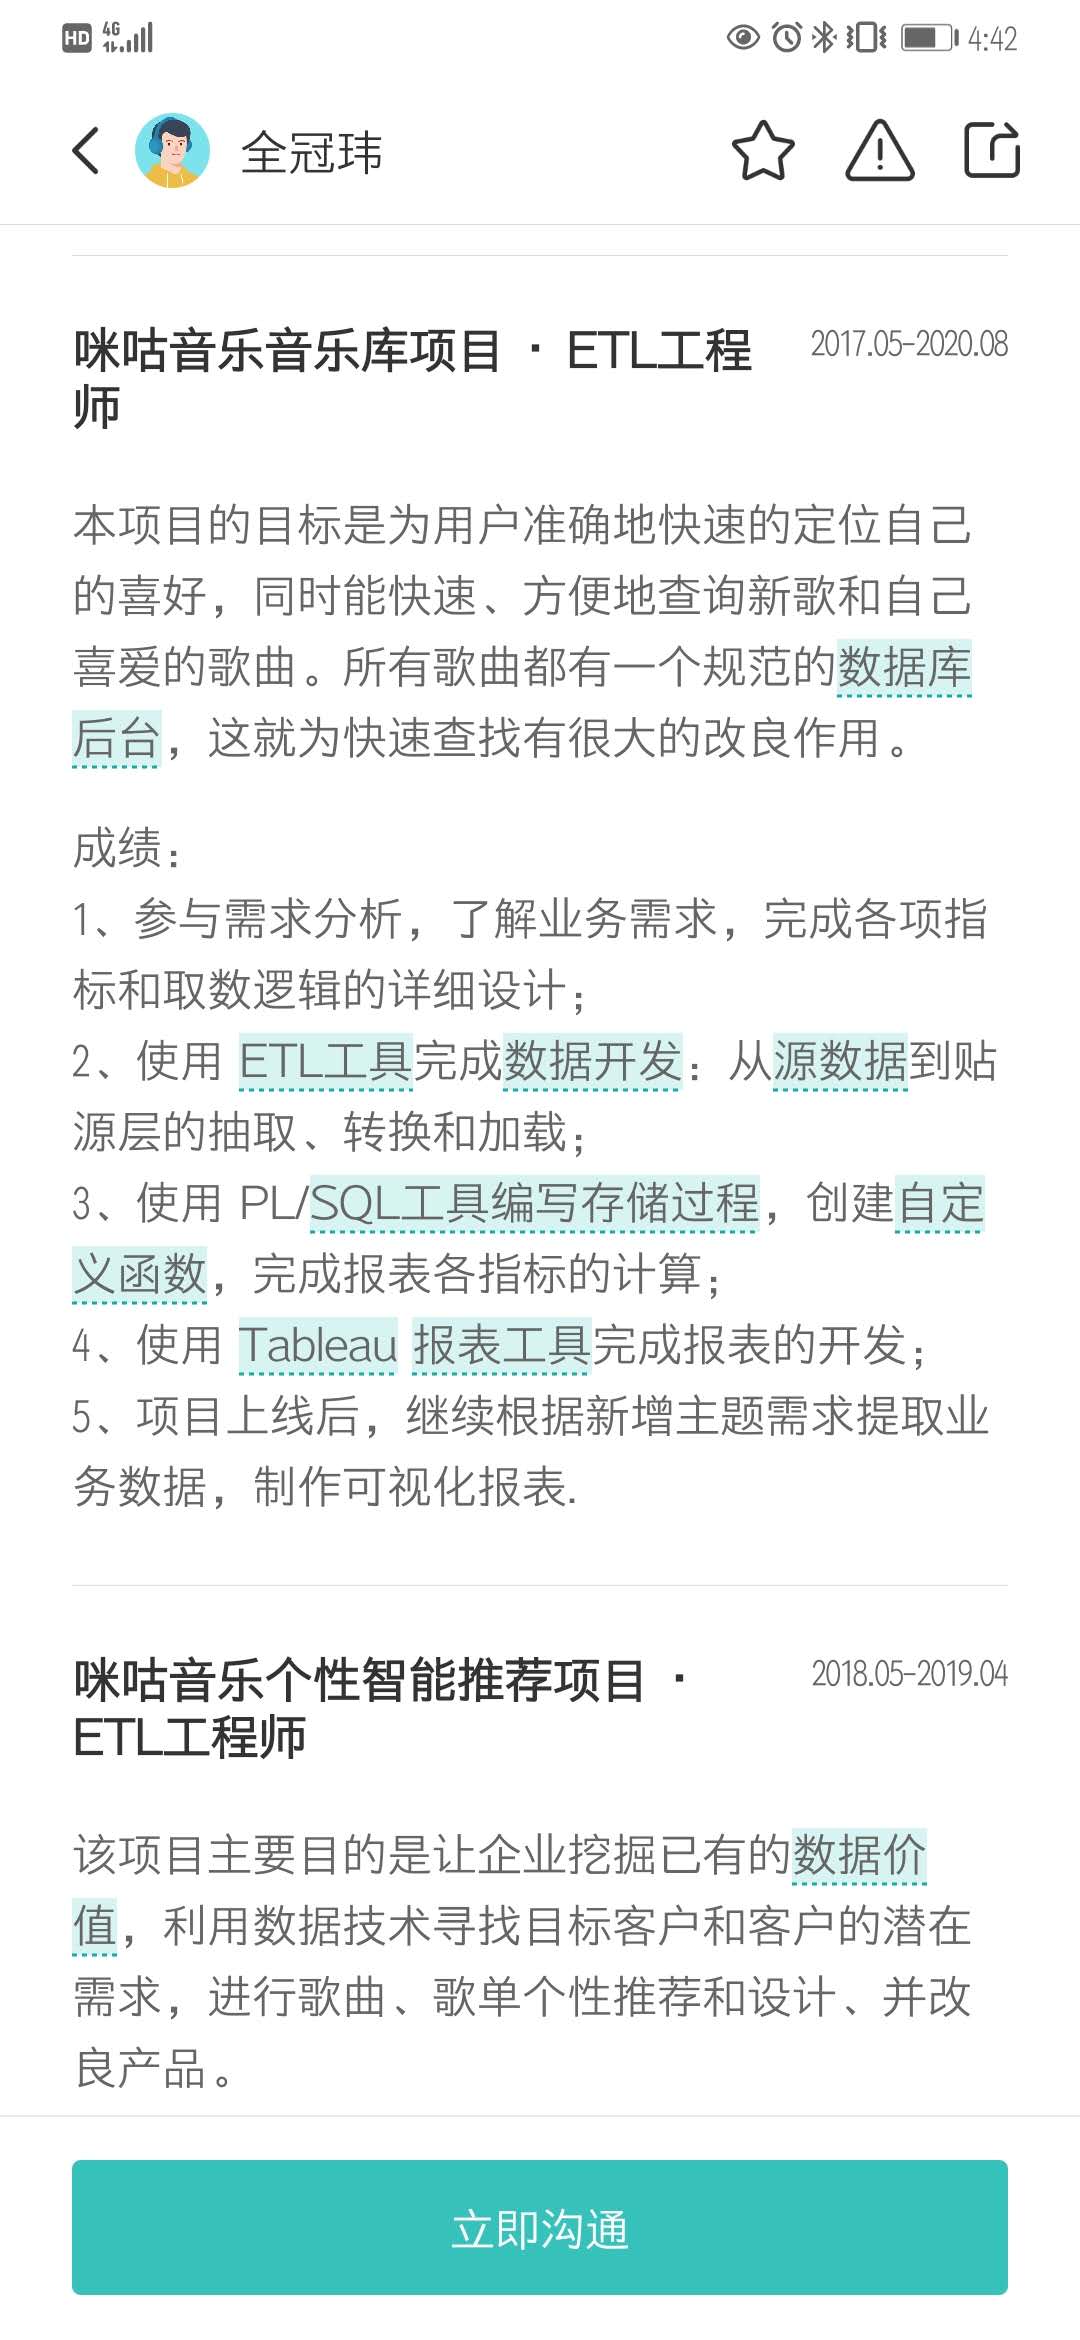 HD 4G 4:42
全冠玮
咪咕音乐音乐库项目 · ETL工程 2017.05-2020.08
师
本项目的目标是为用户准确地快速的定位自己
的喜好，同时能快速、方便地查询新歌和自己
喜爱的歌曲。所有歌曲都有一个规范的数据库
后台，这就为快速查找有很大的改良作用。
成绩：
1、参与需求分析，了解业务需求，完成各项指
标和取数逻辑的详细设计；
2、使用 ETL工具完成数据开发：从源数据到贴
源层的抽取、转换和加载；
3、使用 PL/SQL工具编写存储过程，创建自定
义函数，完成报表各指标的计算；
4、使用 Tableau 报表工具完成报表的开发；
5、项目上线后，继续根据新增主题需求提取业
务数据，制作可视化报表.
咪咕音乐个性智能推荐项目 · 2018.05-2019.04
ETL工程师
该项目主要目的是让企业挖掘已有的数据价
值，利用数据技术寻找目标客户和客户的潜在
需求，进行歌曲、歌单个性推荐和设计、并改
良产品。
立即沟通